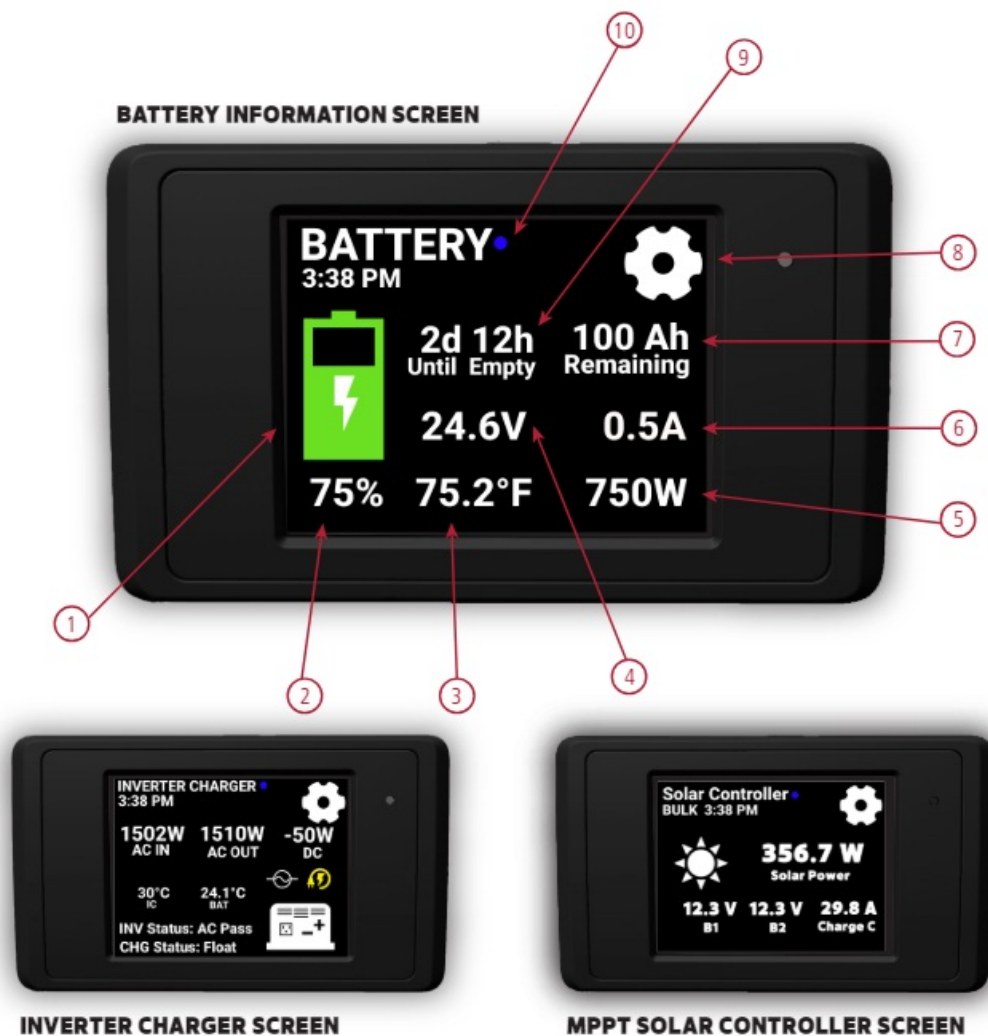 10
9
BATTERY INFORMATION SCREEN
BATTERY
3:38 PM
8
2d 12h
Until Empty
100 Ah
Remaining
7
24.6V
0.5A
6
75%
75.2°F
750W
5
1
2
3
4
INVERTER CHARGER
3:38 PM
1502W
AC IN
1510W
AC OUT
-50W
DC
30°C
IC
24.1°C
BAT
INV Status: AC Pass
CHG Status: Float
INVERTER CHARGER SCREEN
Solar Controller
BULK 3:38 PM
356.7 W
Solar Power
12.3 V
B1
12.3 V
B2
29.8 A
Charge C
MPPT SOLAR CONTROLLER SCREEN